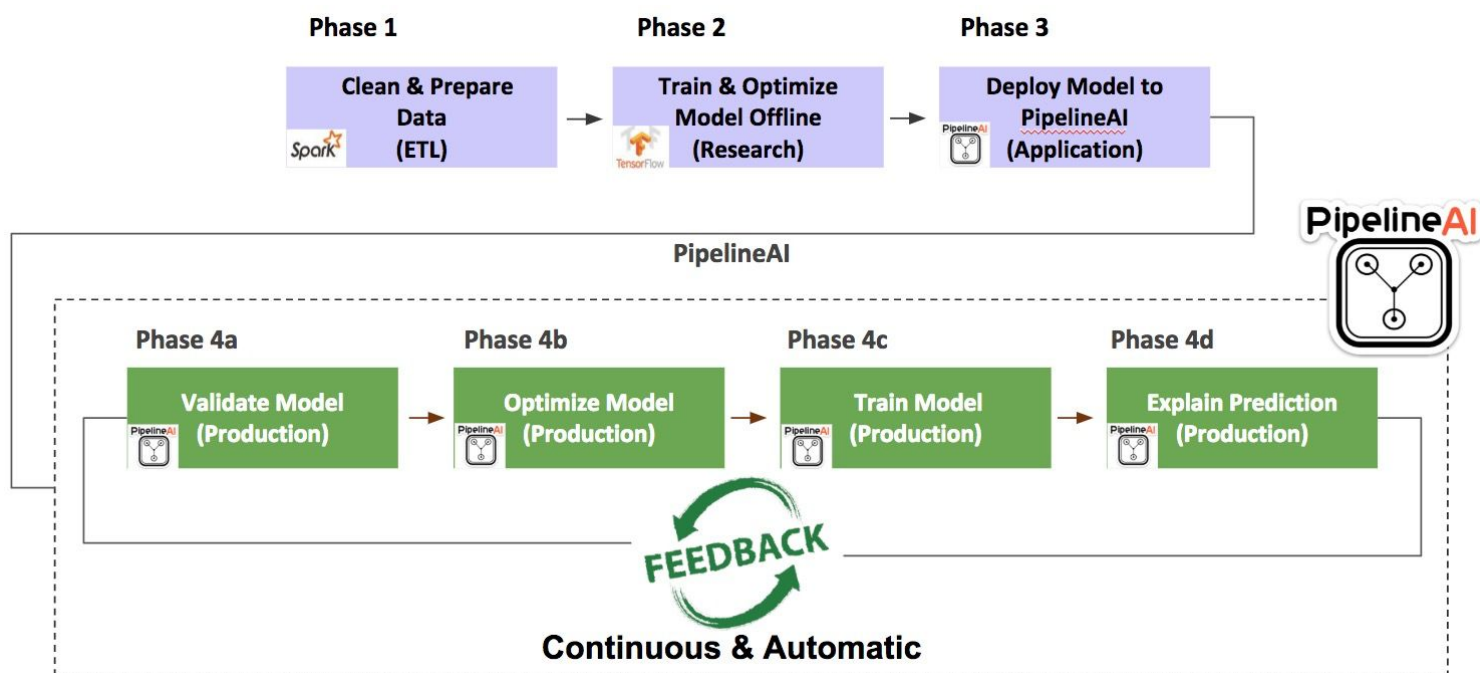 Phase 1
Phase 2
Phase 3
Clean & Prepare
Data
(ETL)
Spark
Train & Optimize
Model Offline
(Research)
TensorFlow
Deploy Model to
PipelineAI
(Application)
PipelineAI
PipelineAI
PipelineAI
Phase 4a
Phase 4b
Phase 4c
Phase 4d
Validate Model
(Production)
PipelineAI
Optimize Model
(Production)
PipelineAI
Train Model
(Production)
PipelineAI
Explain Prediction
(Production)
PipelineAI
FEEDBACK
Continuous & Automatic